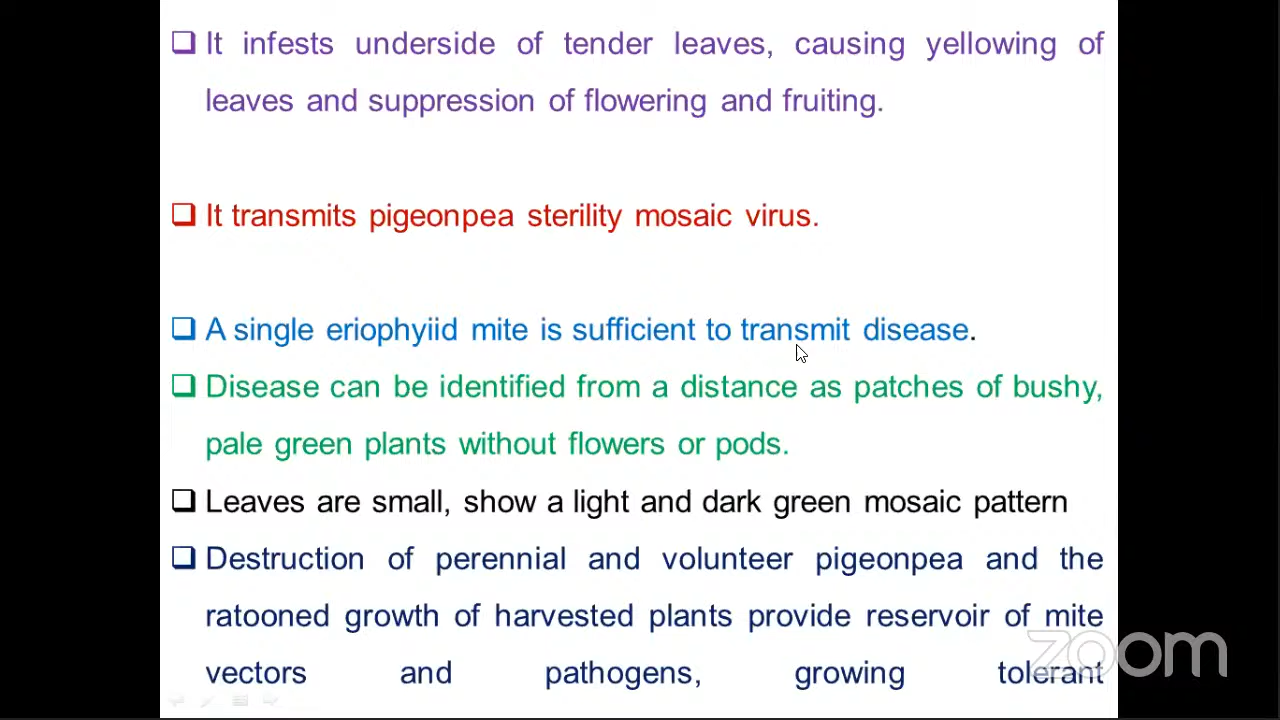 ❑ It infests underside of tender leaves, causing yellowing of
leaves and suppression of flowering and fruiting.
❑ It transmits pigeonpea sterility mosaic virus.
❑ A single eriophyiid mite is sufficient to transmit disease.
❑ Disease can be identified from a distance as patches of bushy,
pale green plants without flowers or pods.
❑ Leaves are small, show a light and dark green mosaic pattern
❑ Destruction of perennial and volunteer pigeonpea and the
ratooned growth of harvested plants provide reservoir of mite
vectors and pathogens, growing tolerant
zoom